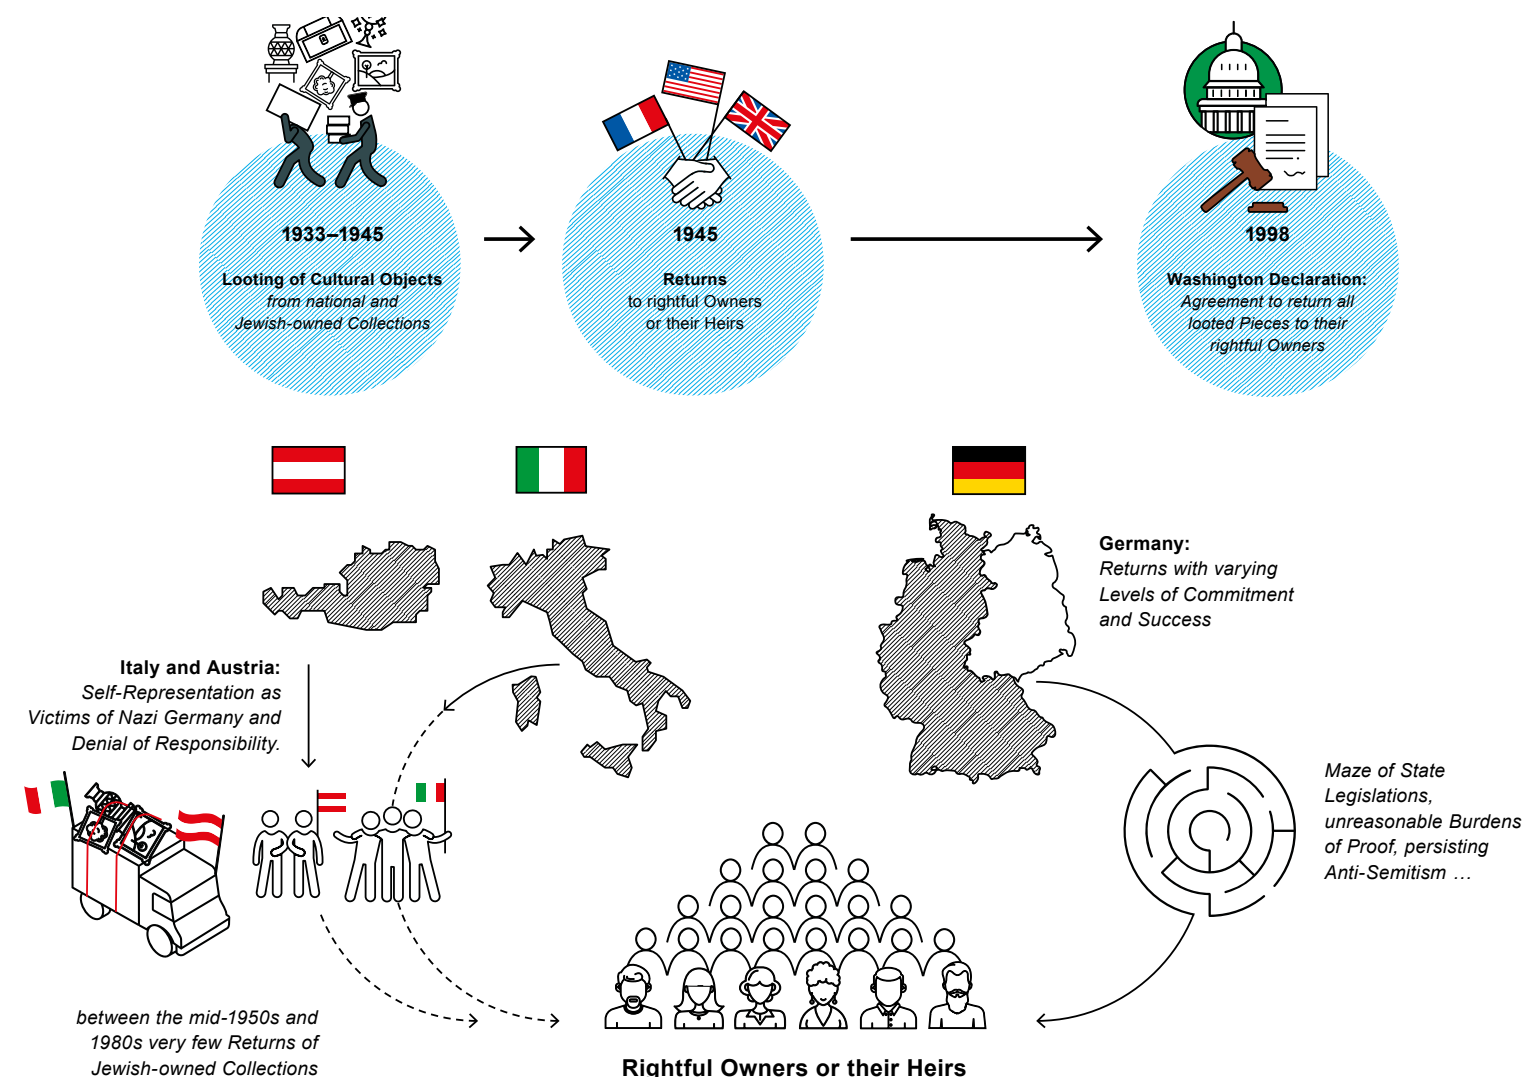 1933–1945
Looting of Cultural Objects
from national and
Jewish-owned Collections
1945
Returns
to rightful Owners
or their Heirs
1998
Washington Declaration:
Agreement to return all
looted Pieces to their
rightful Owners
Germany:
Returns with varying
Levels of Commitment
and Success
Italy and Austria:
Self-Representation as
Victims of Nazi Germany and
Denial of Responsibility.
Maze of State
Legislations,
unreasonable Burdens
of Proof, persisting
Anti-Semitism …
between the mid-1950s and
1980s very few Returns of
Jewish-owned Collections
Rightful Owners or their Heirs